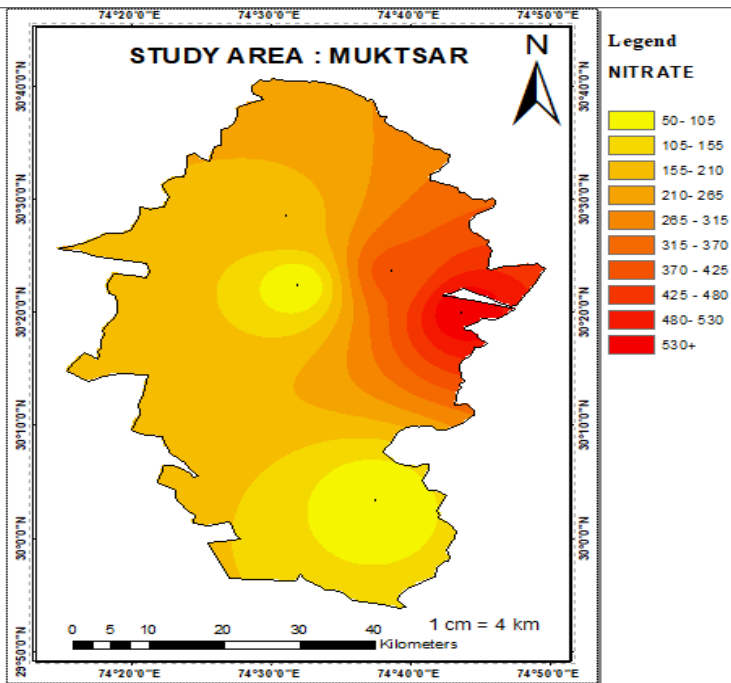 74°20'0"E 74°30'0"E 74°40'0"E 74°50'0"E
STUDY AREA : MUKTSAR
N
Legend
NITRATE
50- 105
105- 155
155- 210
210- 265
265 - 315
315 - 370
370 - 425
425 - 480
480- 530
530+
30°40'0"N
30°30'0"N
30°20'0"N
30°10'0"N
30°0'0"N
29°50'0"N
30°40'0"N
30°30'0"N
30°20'0"N
30°10'0"N
30°0'0"N
29°50'0"N
1 cm = 4 km
0 5 10 20 30 40
Kilometers
74°20'0"E 74°30'0"E 74°40'0"E 74°50'0"E